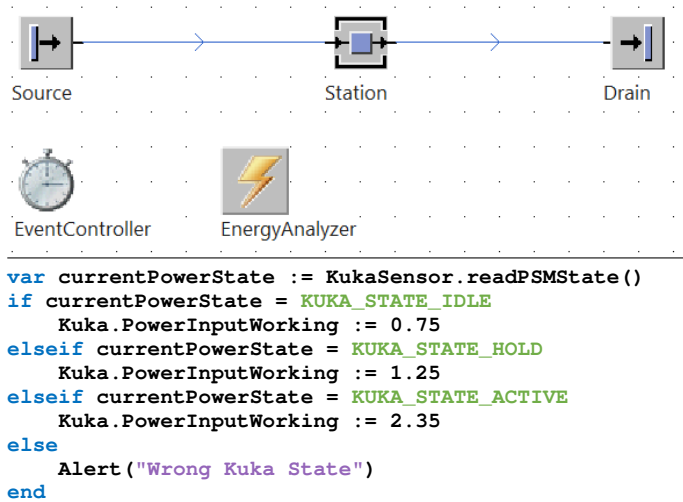 Source Station Drain
EventController EnergyAnalyzer
var currentPowerState := KukaSensor.readPSMState()
if currentPowerState = KUKA_STATE_IDLE
    Kuka.PowerInputWorking := 0.75
elseif currentPowerState = KUKA_STATE_HOLD
    Kuka.PowerInputWorking := 1.25
elseif currentPowerState = KUKA_STATE_ACTIVE
    Kuka.PowerInputWorking := 2.35
else
    Alert("Wrong Kuka State")
end